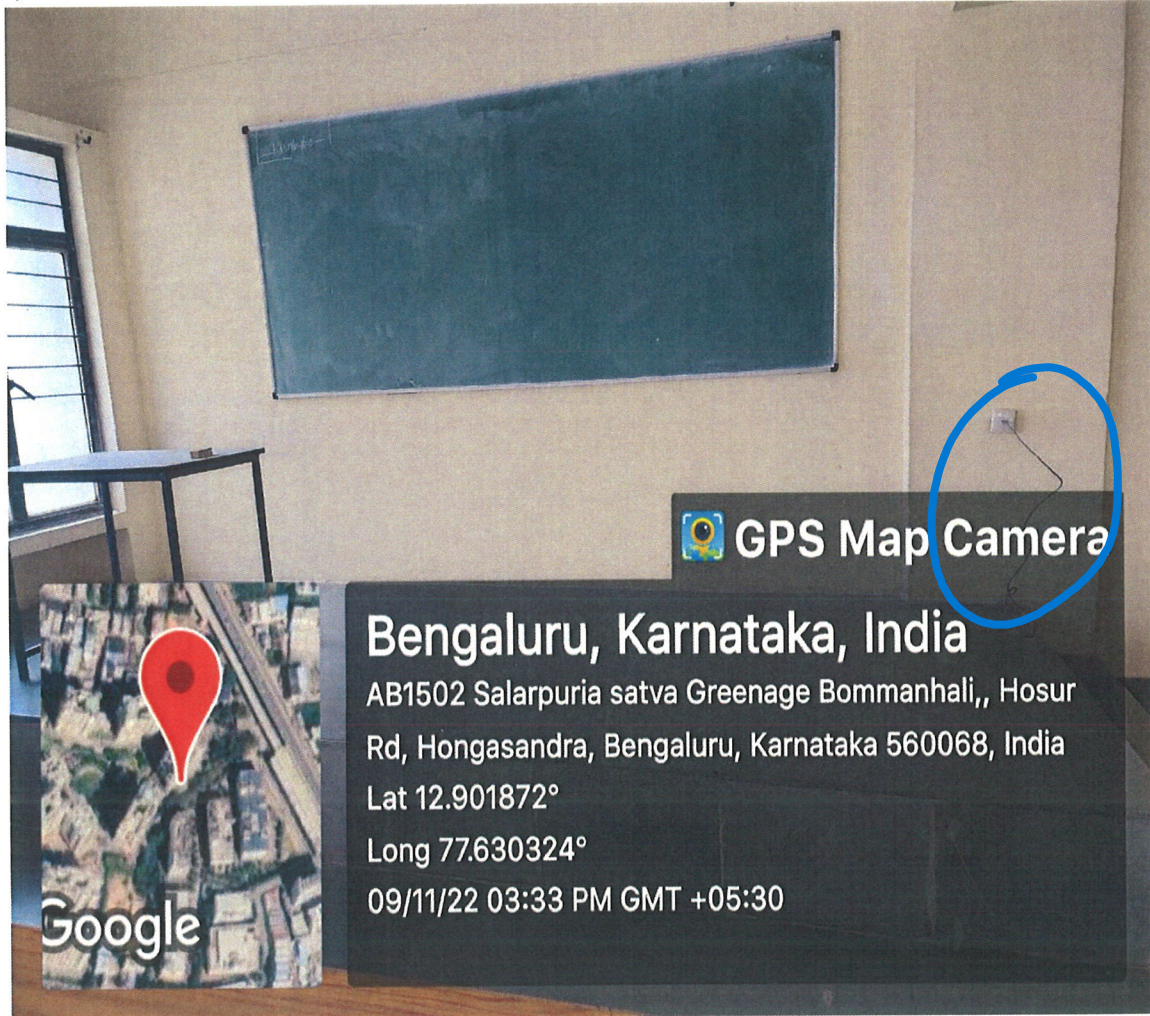 GPS Map Camera
Bengaluru, Karnataka, India
AB1502 Salarpuria satva Greenage Bommanhali,, Hosur
Rd, Hongasandra, Bengaluru, Karnataka 560068, India
Lat 12.901872°
Long 77.630324°
09/11/22 03:33 PM GMT +05:30
Google